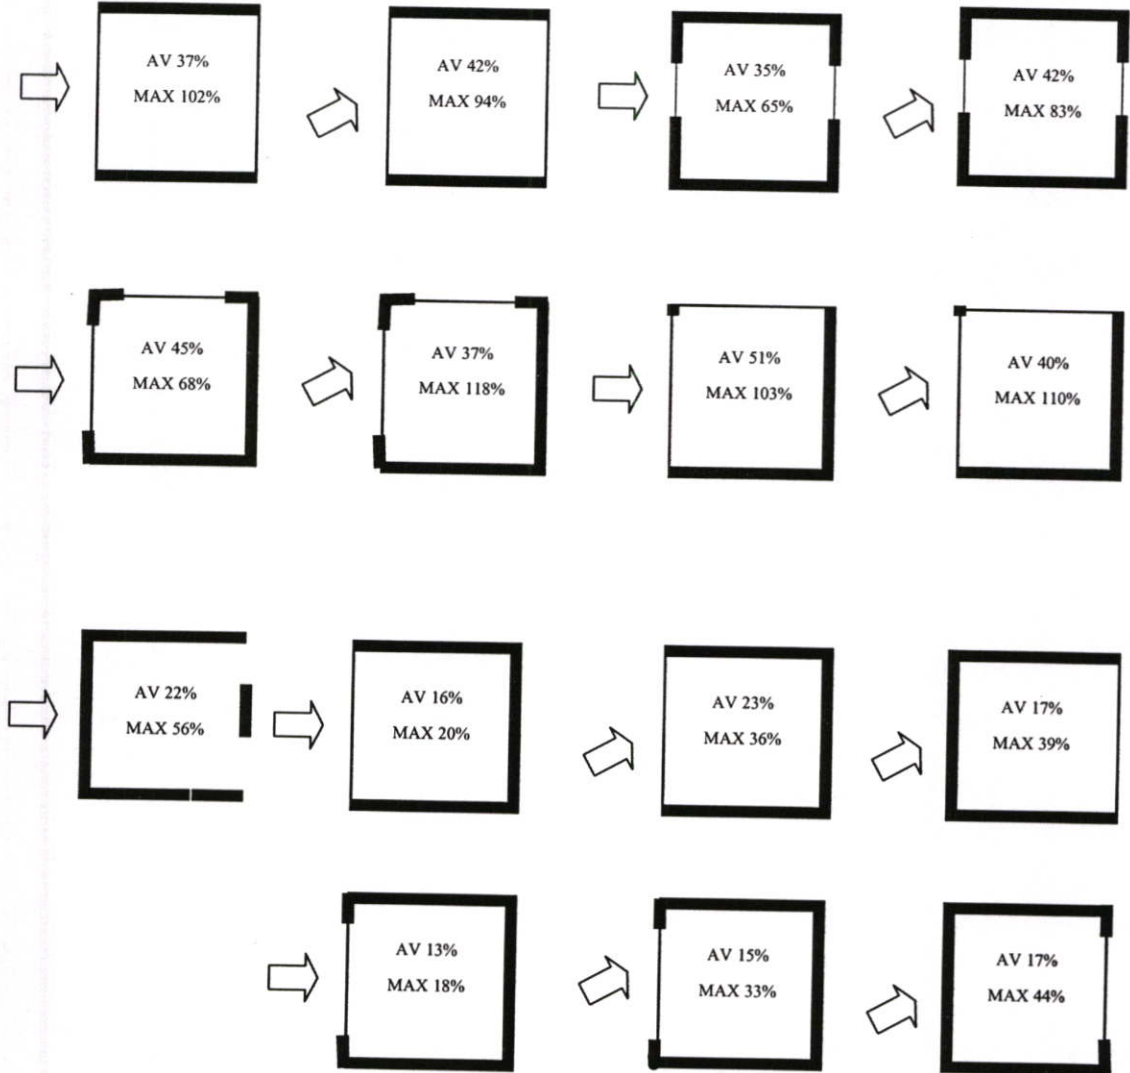 AV 37%
MAX 102%
AV 42%
MAX 94%
AV 35%
MAX 65%
AV 42%
MAX 83%
AV 45%
MAX 68%
AV 37%
MAX 118%
AV 51%
MAX 103%
AV 40%
MAX 110%
AV 22%
MAX 56%
AV 16%
MAX 20%
AV 23%
MAX 36%
AV 17%
MAX 39%
AV 13%
MAX 18%
AV 15%
MAX 33%
AV 17%
MAX 44%